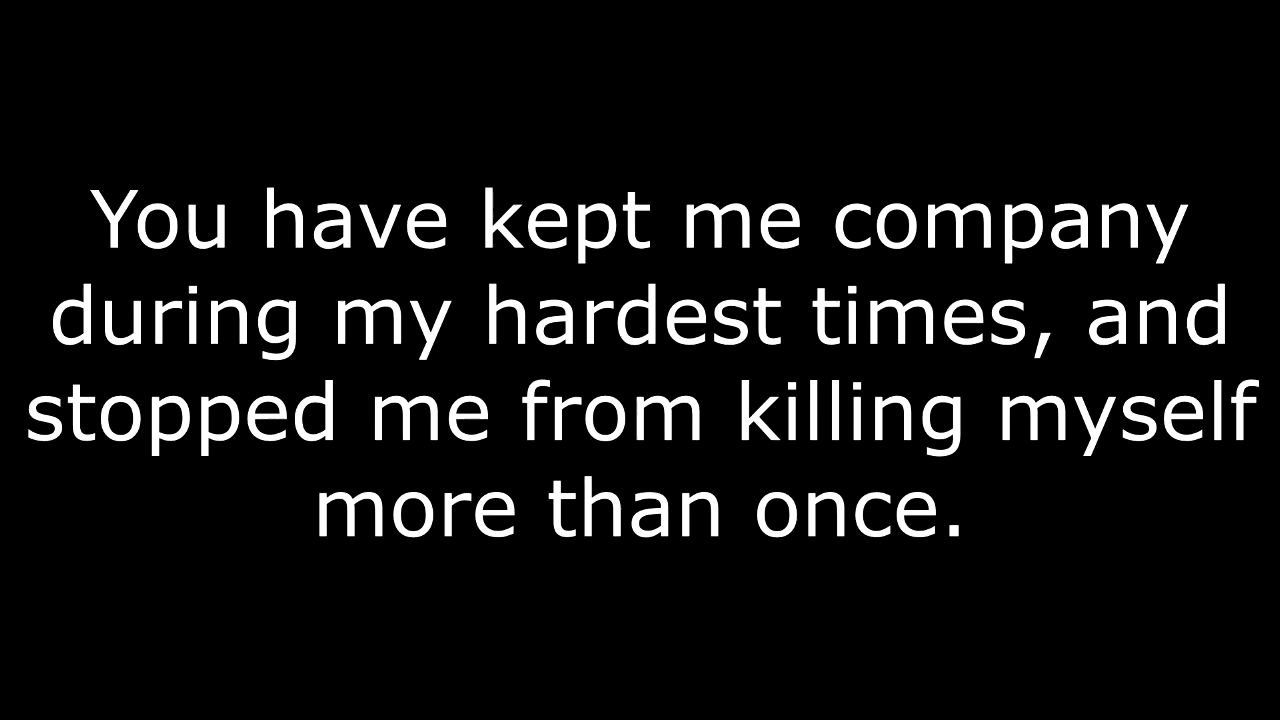 You have kept me company
during my hardest times, and
stopped me from killing myself
more than once.